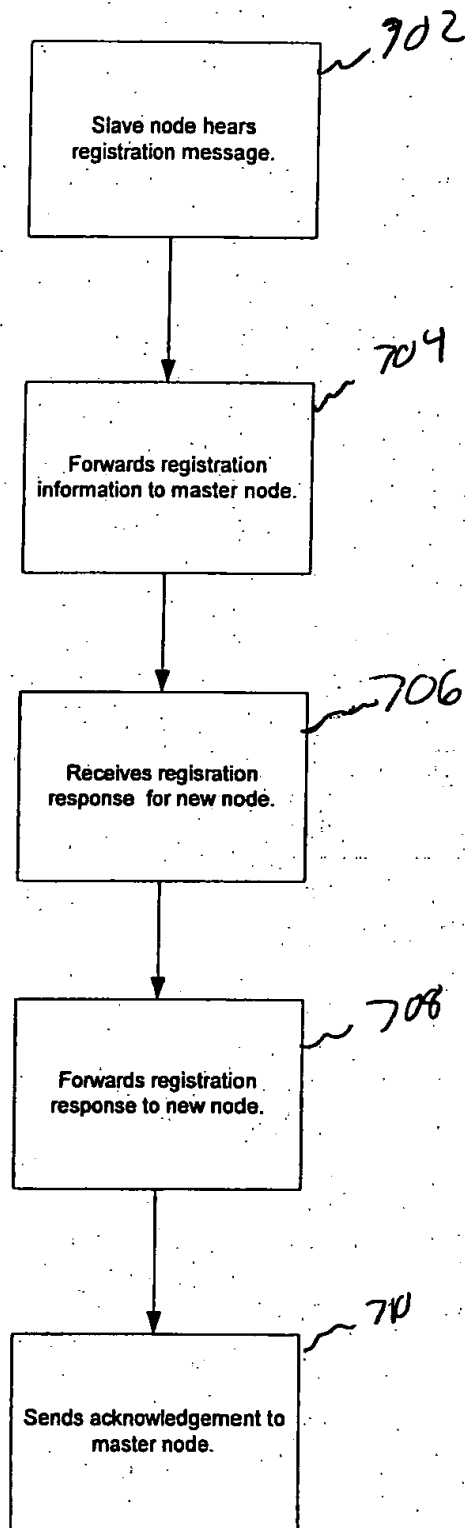 Slave node hears
registration message.
704
Forwards registration
information to master node.
706
Receives regisration
response for new node.
708
Forwards registration
response to new node.
710
Sends acknowledgement to
master node.